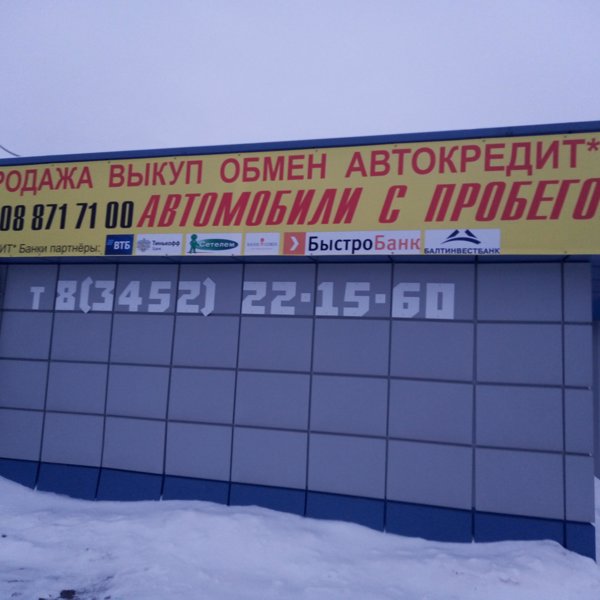 РОДАЖА ВЫКУП ОБМЕН АВТОКРЕДИТ*
08 871 71 00 АВТОМОБИЛИ С ПРОБЕГО
ИТ* Банки партнёры: ВТБ Тинькофф Сетелем БыстроБанк БАЛТИНВЕСТБАНК
т 8(3452) 22-15-60